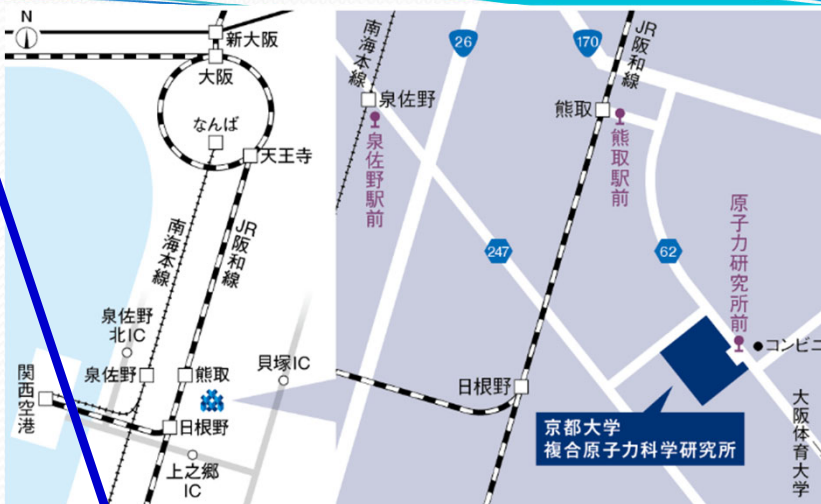 N
新大阪
大阪
なんば
天王寺
南海本線
JR阪和線
泉佐野
北IC
貝塚IC
関西空港
泉佐野
熊取
日根野
上之郷
IC
26
170
JR阪和線
南海本線
泉佐野
熊取
泉佐野駅前
熊取駅前
原子力研究所前
247
62
コンビニ
日根野
大阪体育大学
京都大学
複合原子力科学研究所